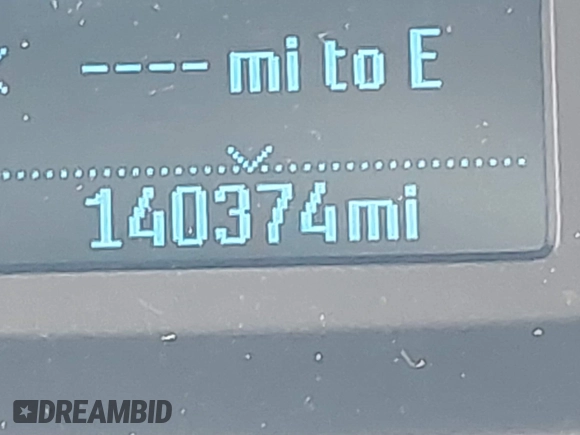 ---- mi to E
140374mi
DREAMBID